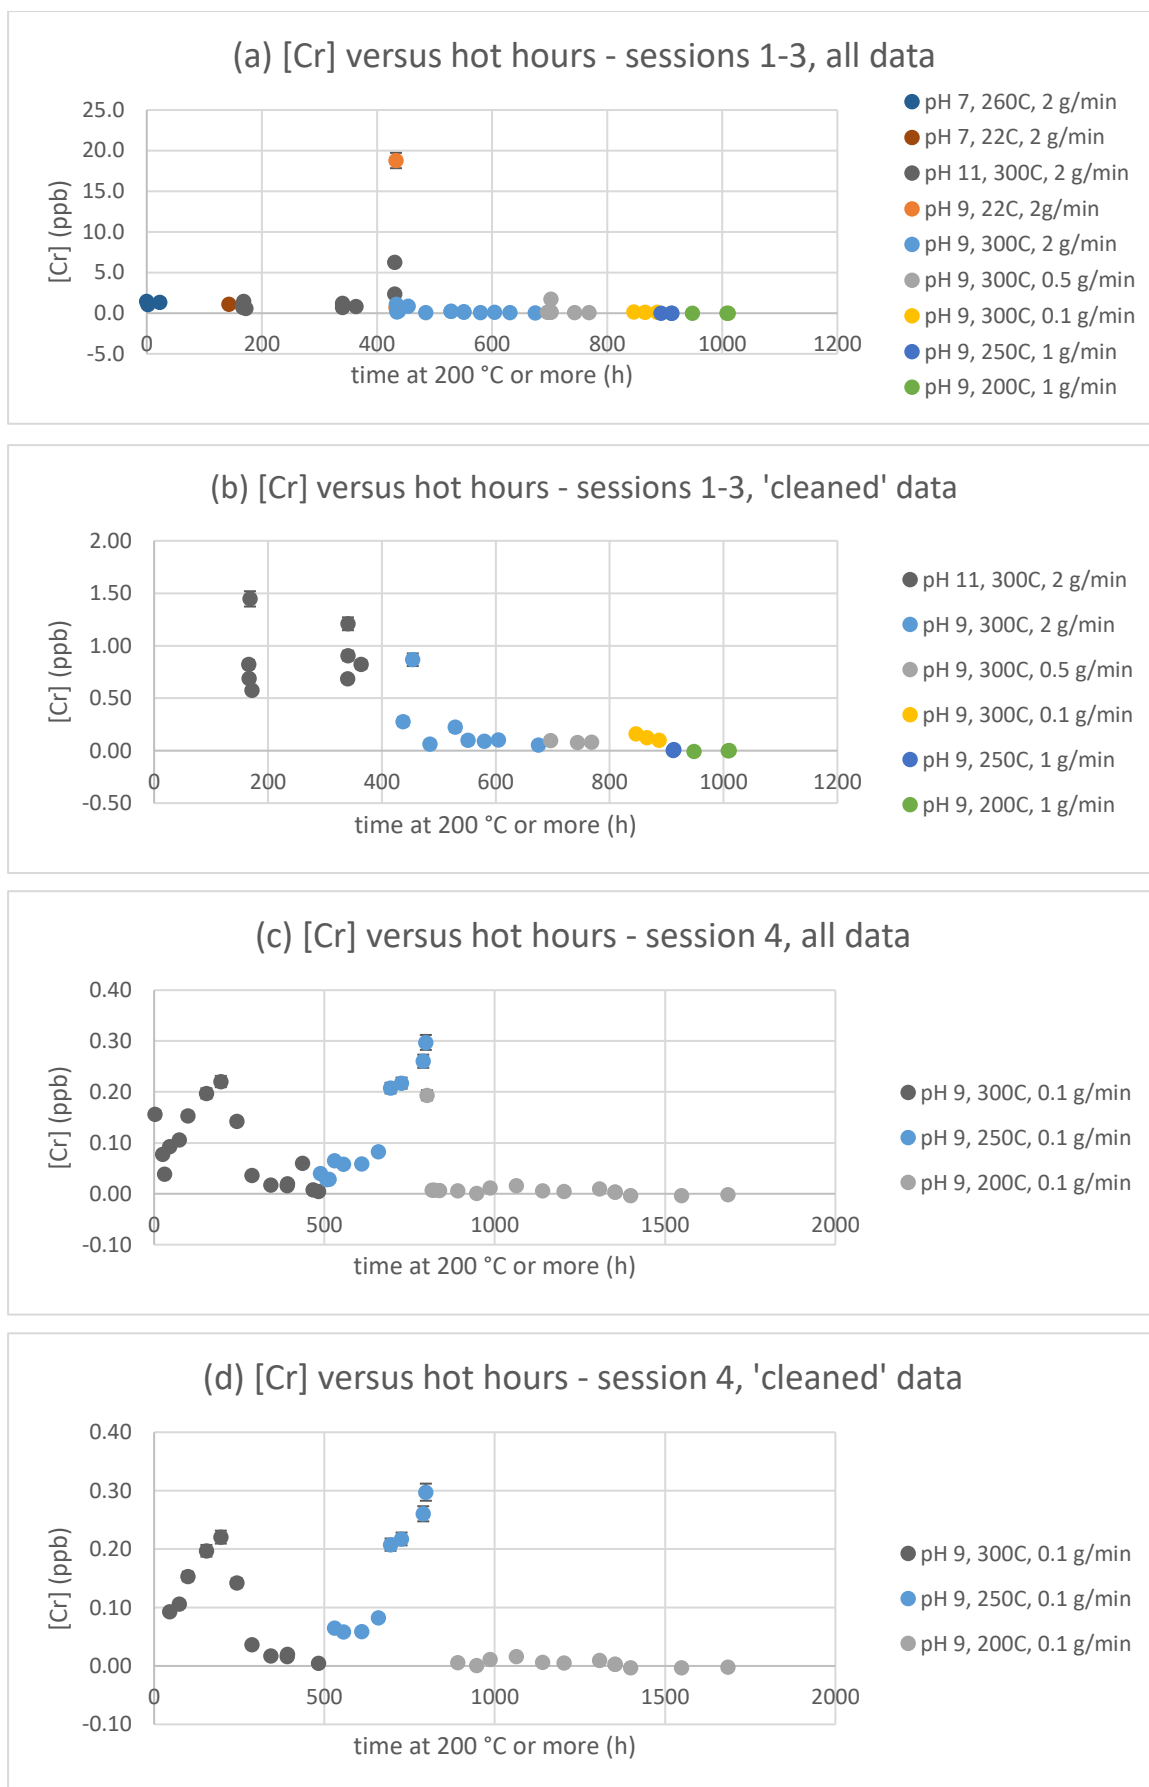 (a) [Cr] versus hot hours - sessions 1-3, all data
25.0
20.0
15.0
10.0
5.0
0.0
-5.0
[Cr] (ppb)
0 200 400 600 800 1000 1200
time at 200 °C or more (h)
pH 7, 260C, 2 g/min
pH 7, 22C, 2 g/min
pH 11, 300C, 2 g/min
pH 9, 22C, 2g/min
pH 9, 300C, 2 g/min
pH 9, 300C, 0.5 g/min
pH 9, 300C, 0.1 g/min
pH 9, 250C, 1 g/min
pH 9, 200C, 1 g/min
(b) [Cr] versus hot hours - sessions 1-3, 'cleaned' data
2.00
1.50
1.00
0.50
0.00
-0.50
[Cr] (ppb)
0 200 400 600 800 1000 1200
time at 200 °C or more (h)
pH 11, 300C, 2 g/min
pH 9, 300C, 2 g/min
pH 9, 300C, 0.5 g/min
pH 9, 300C, 0.1 g/min
pH 9, 250C, 1 g/min
pH 9, 200C, 1 g/min
(c) [Cr] versus hot hours - session 4, all data
0.40
0.30
0.20
0.10
0.00
-0.10
[Cr] (ppb)
0 500 1000 1500 2000
time at 200 °C or more (h)
pH 9, 300C, 0.1 g/min
pH 9, 250C, 0.1 g/min
pH 9, 200C, 0.1 g/min
(d) [Cr] versus hot hours - session 4, 'cleaned' data
0.40
0.30
0.20
0.10
0.00
-0.10
[Cr] (ppb)
0 500 1000 1500 2000
time at 200 °C or more (h)
pH 9, 300C, 0.1 g/min
pH 9, 250C, 0.1 g/min
pH 9, 200C, 0.1 g/min